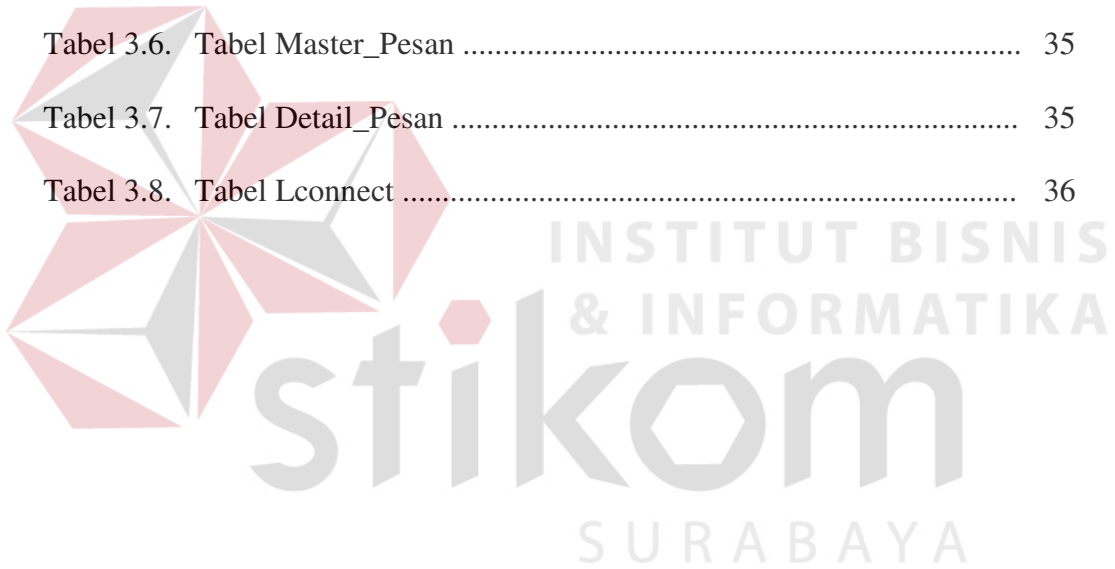 Tabel 3.6. Tabel Master_Pesan ........................................................................ 35
Tabel 3.7. Tabel Detail_Pesan ......................................................................... 35
Tabel 3.8. Tabel Lconnect ............................................................................... 36
INSTITUT BISNIS
& INFORMATIKA
stikom
SURABAYA